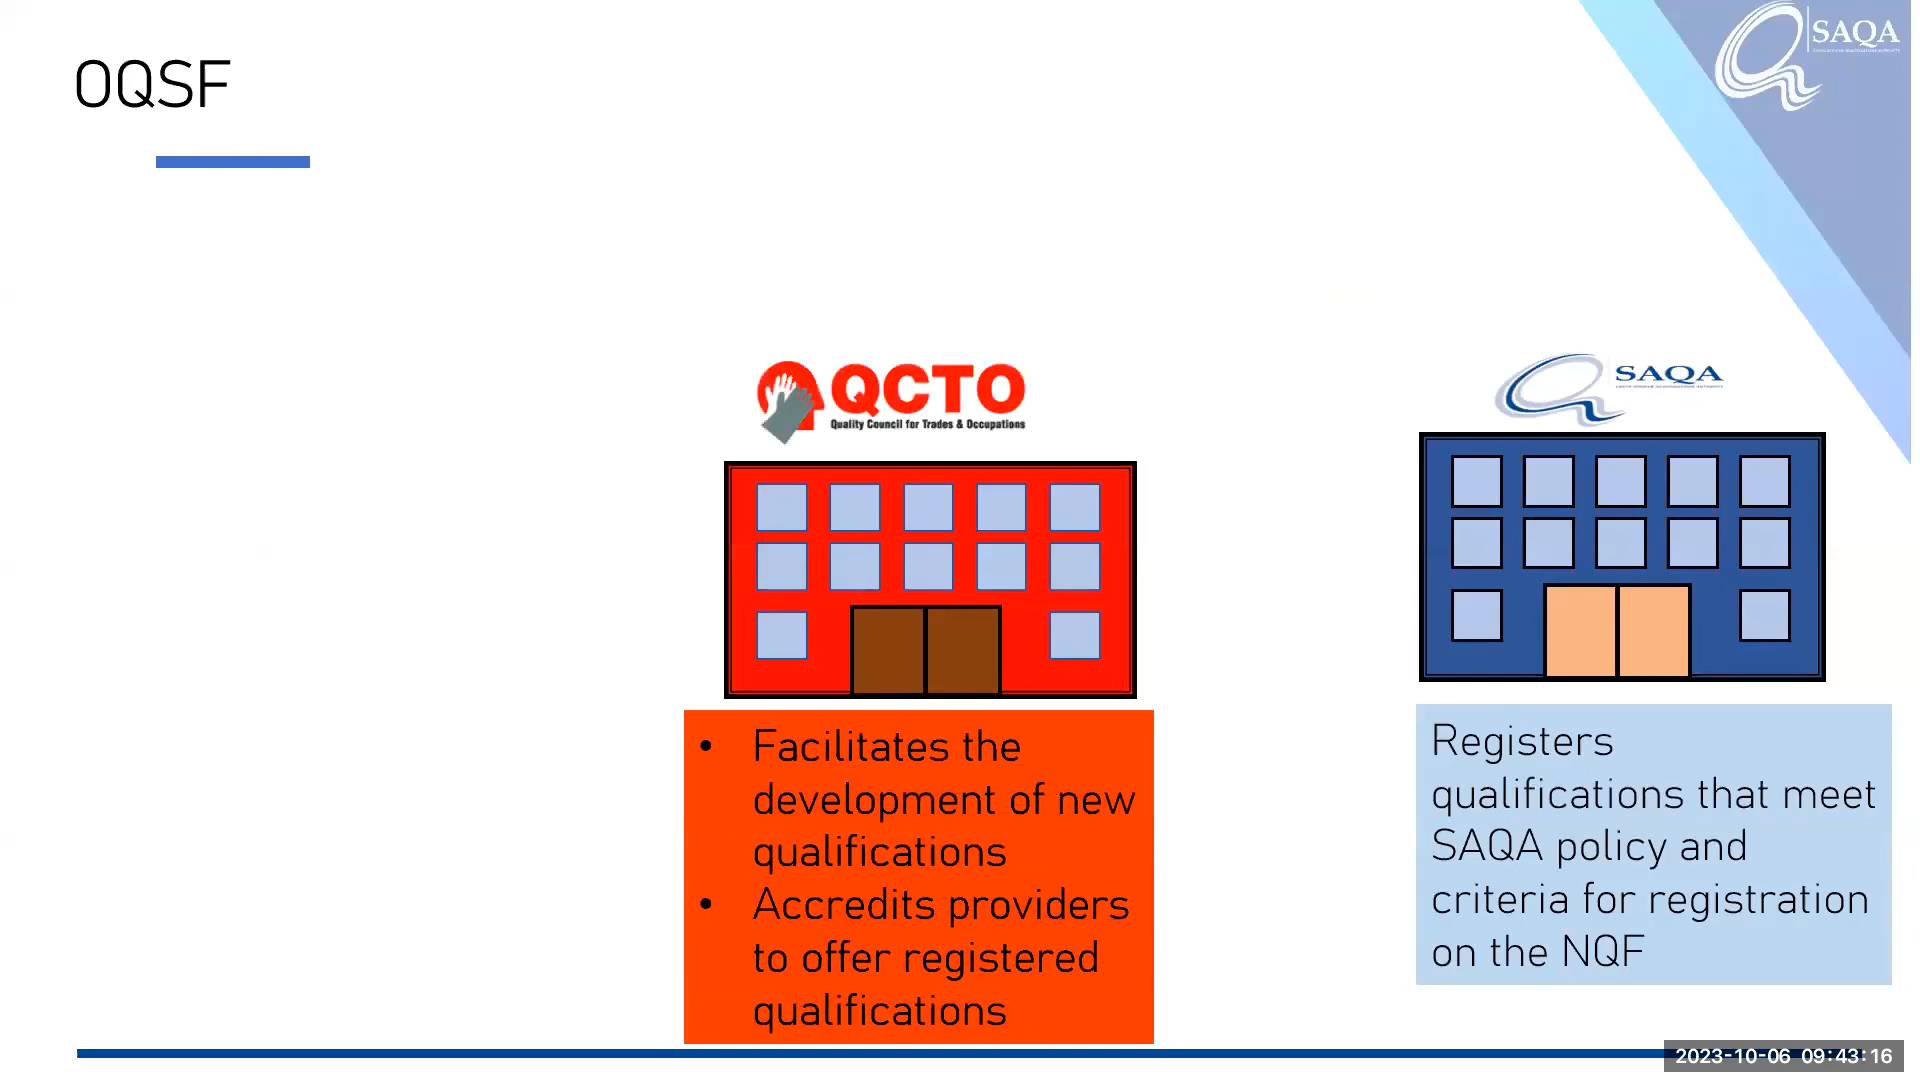 OQSF
SAQA
QCTO
Quality Council for Trades & Occupations
SAQA
• Facilitates the
development of new
qualifications
• Accredits providers
to offer registered
qualifications
Registers
qualifications that meet
SAQA policy and
criteria for registration
on the NQF
2023-10-06 09:43:16